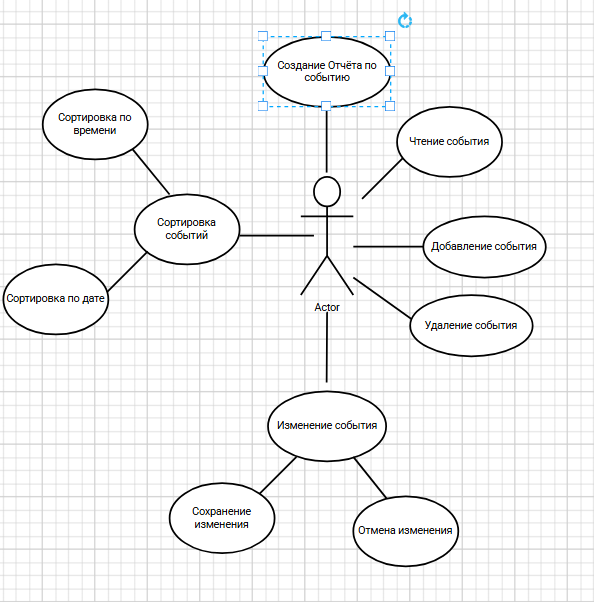 Создание Отчёта по
событию
Сортировка по
времени
Чтение события
Сортировка
событий
Добавление события
Сортировка по дате
Actor
Удаление события
Изменение события
Сохранение
изменения
Отмена изменения